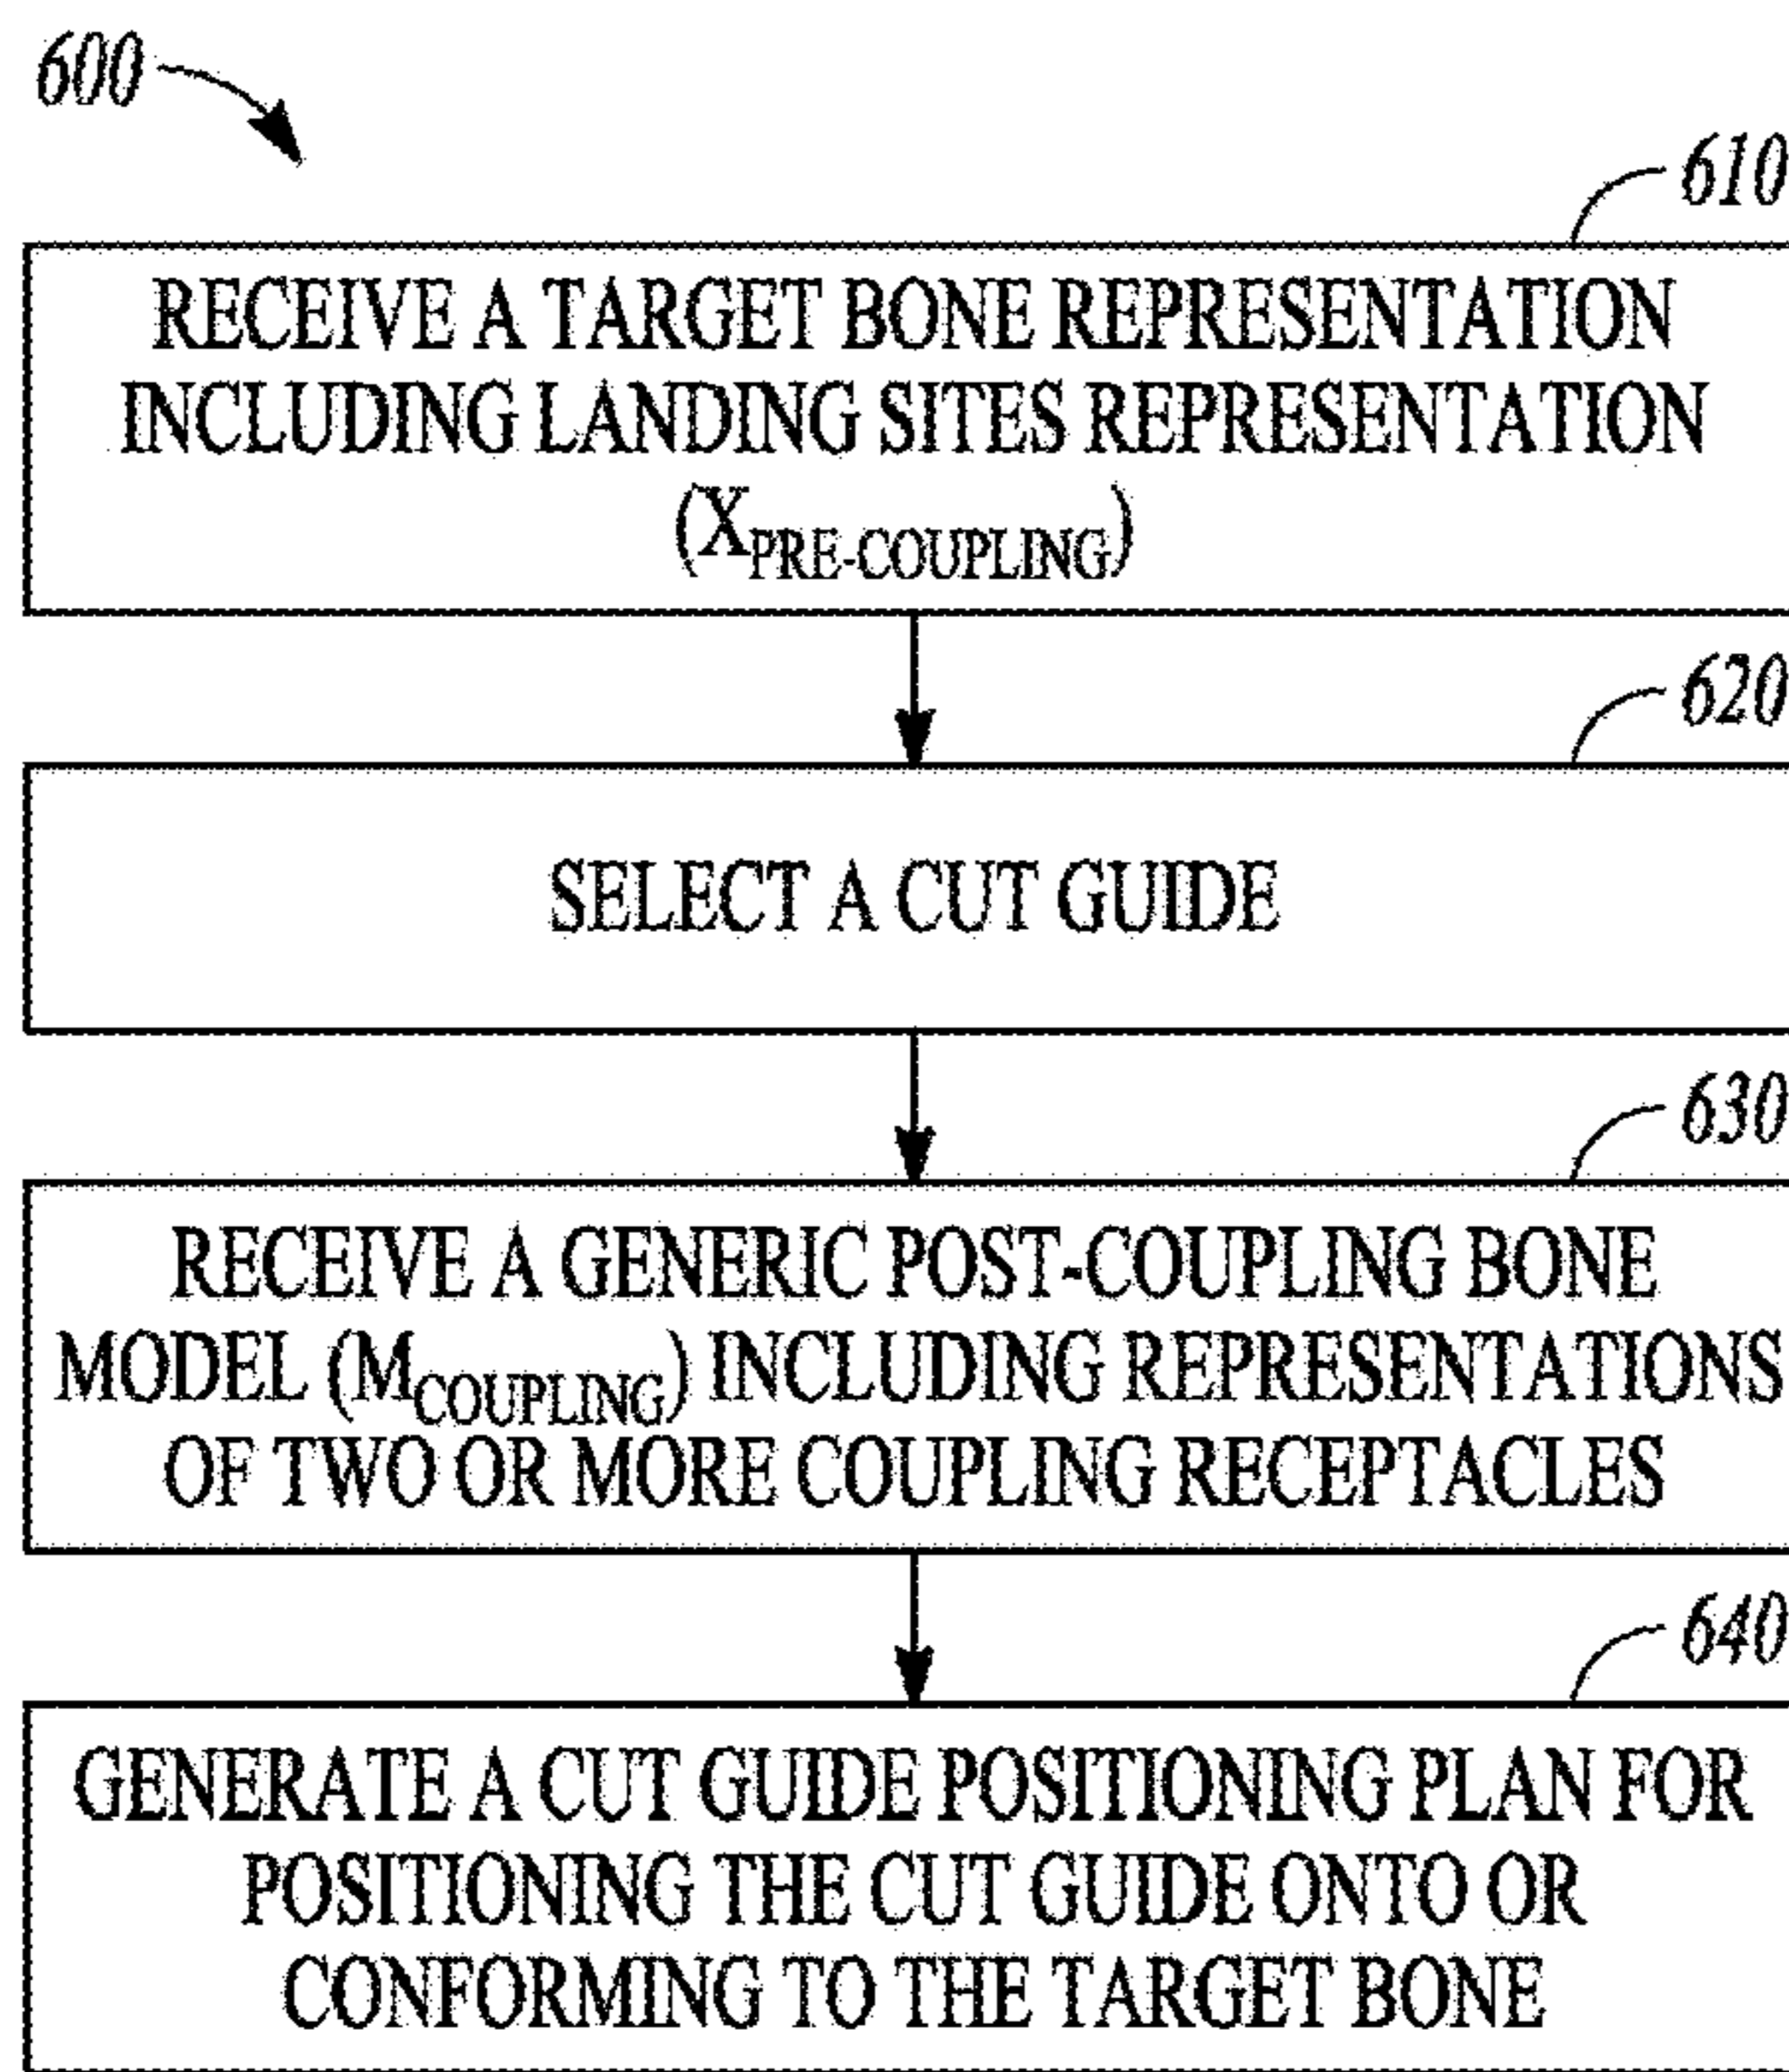 600
610
RECEIVE A TARGET BONE REPRESENTATION
INCLUDING LANDING SITES REPRESENTATION
(XPRE-COUPLING)
620
SELECT A CUT GUIDE
630
RECEIVE A GENERIC POST-COUPLING BONE
MODEL (MCOUPLING) INCLUDING REPRESENTATIONS
OF TWO OR MORE COUPLING RECEPTACLES
640
GENERATE A CUT GUIDE POSITIONING PLAN FOR
POSITIONING THE CUT GUIDE ONTO OR
CONFORMING TO THE TARGET BONE